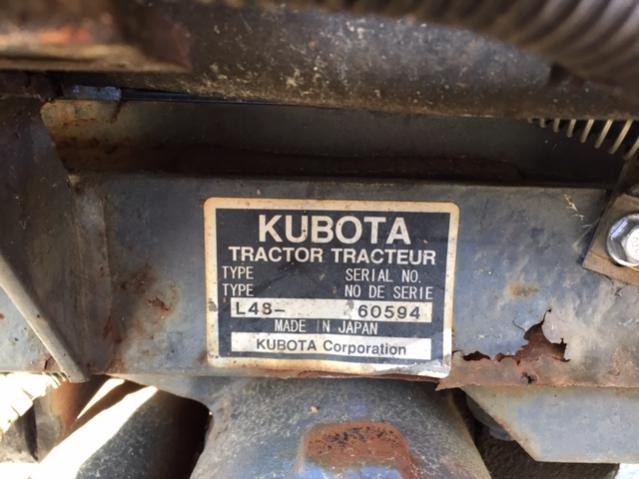 KUBOTA
TRACTOR TRACTEUR
TYPE SERIAL NO.
TYPE NO DE SERIE
L48- 60594
MADE IN JAPAN
KUBOTA Corporation